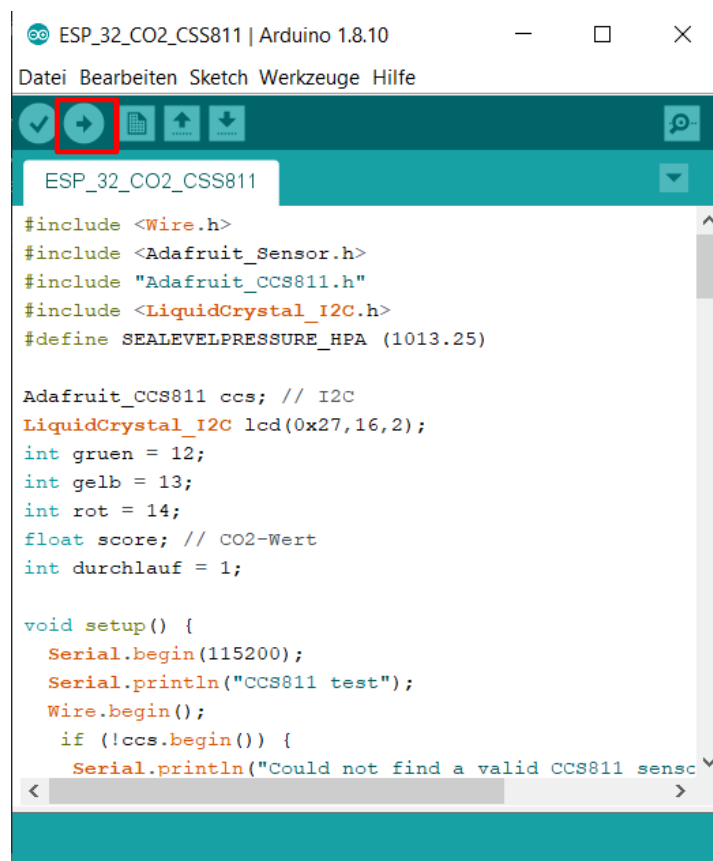 ESP_32_CO2_CSS811 | Arduino 1.8.10
Datei Bearbeiten Sketch Werkzeuge Hilfe
ESP_32_CO2_CSS811
#include <Wire.h>
#include <Adafruit_Sensor.h>
#include "Adafruit_CCS811.h"
#include <LiquidCrystal_I2C.h>
#define SEALEVELPRESSURE_HPA (1013.25)

Adafruit_CCS811 ccs; // I2C
LiquidCrystal_I2C lcd(0x27,16,2);
int gruen = 12;
int gelb = 13;
int rot = 14;
float score; // CO2-Wert
int durchlauf = 1;

void setup() {
  Serial.begin(115200);
  Serial.println("CCS811 test");
  Wire.begin();
   if (!ccs.begin()) {
    Serial.println("Could not find a valid CCS811 senso